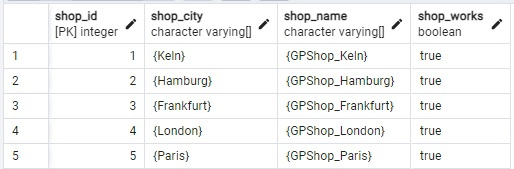 shop_id shop_city shop_name shop_works
[PK] integer character varying[] character varying[] boolean
1 1 {Keln} {GPShop_Keln} true
2 2 {Hamburg} {GPShop_Hamburg} true
3 3 {Frankfurt} {GPShop_Frankfurt} true
4 4 {London} {GPShop_London} true
5 5 {Paris} {GPShop_Paris} true